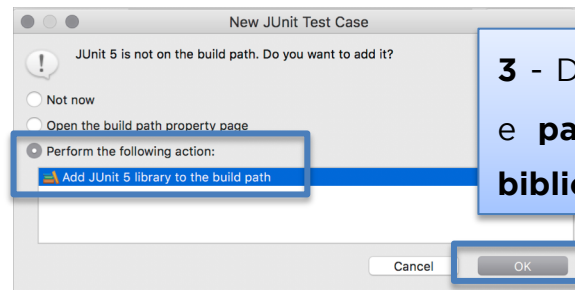 New JUnit Test Case
JUnit 5 is not on the build path. Do you want to add it?
Not now
Open the build path property page
Perform the following action:
Add JUnit 5 library to the build path
Cancel
OK
3 - D
e pa
biblio